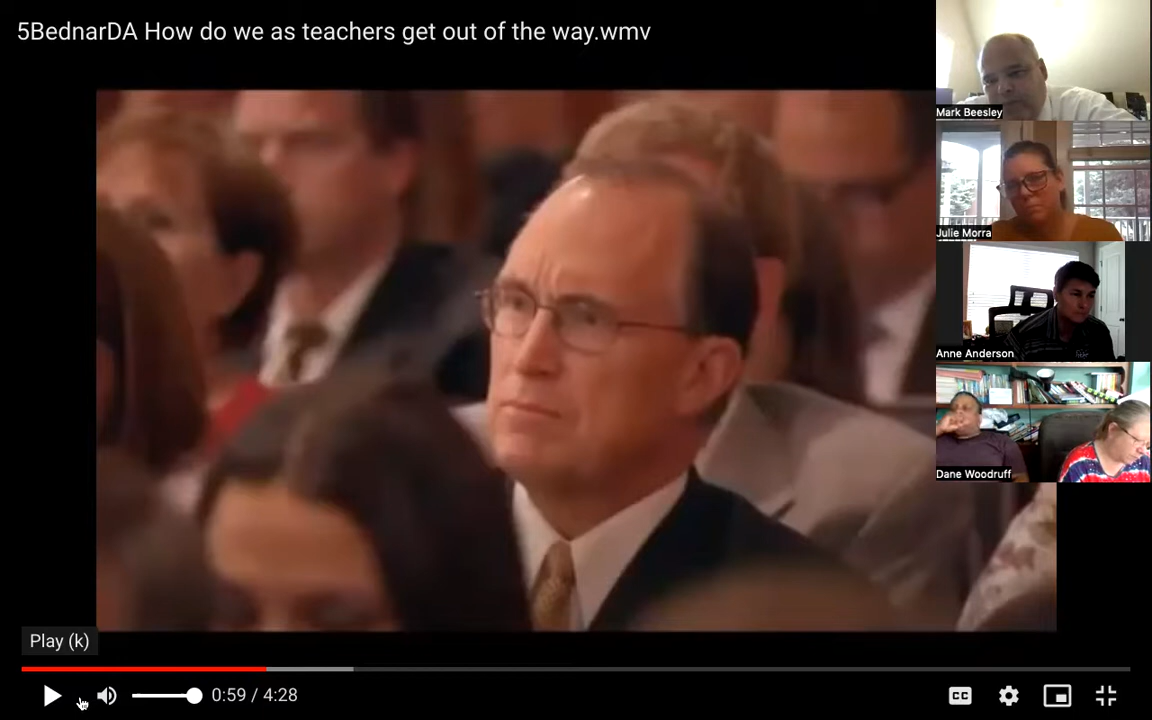 5BednarDA How do we as teachers get out of the way.wmv
Mark Beesley
Julie Morra
Anne Anderson
Dane Woodruff
Play (k)
0:59 / 4:28
CC